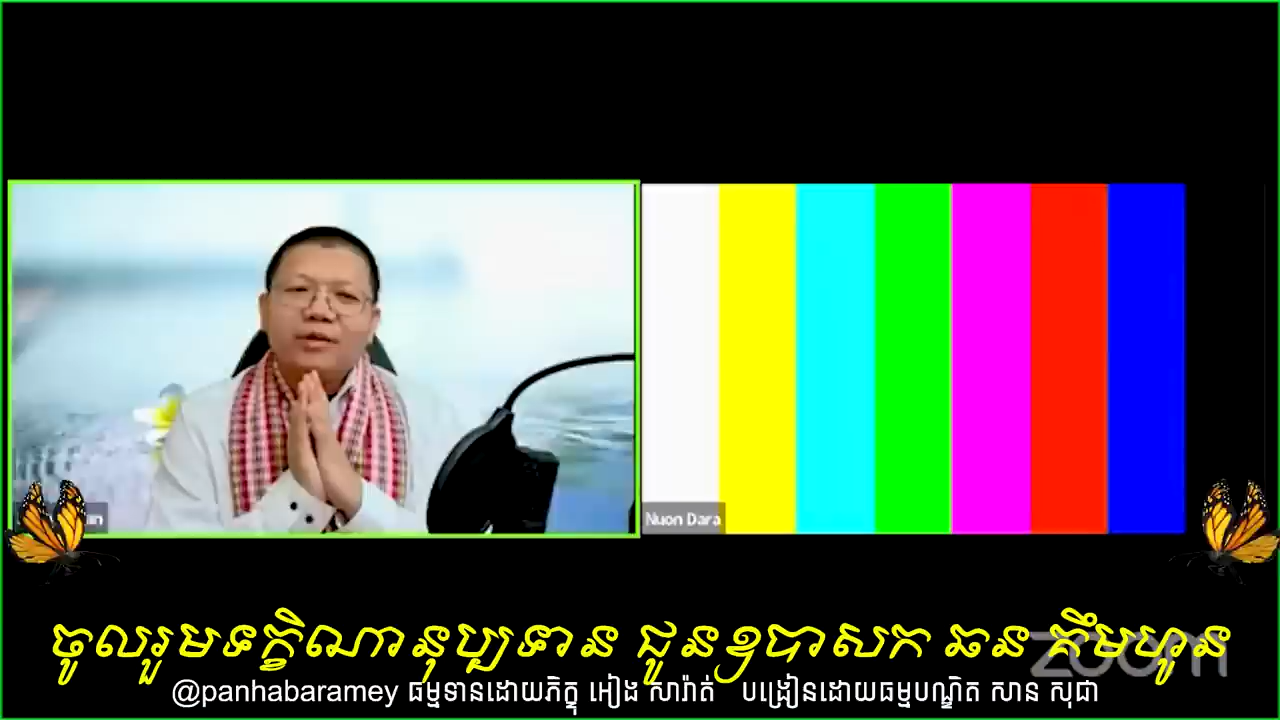 in
Nuon Dara
ចូលរួមទក្ខិណានុប្បទាន ជូនឧបាសក ឆន គឹមហួន
zoom
@panhabaramey ធម្មទានដោយភិក្ខុ អៀង សារ៉ាត់ បង្រៀនដោយធម្មបណ្ឌិត សាន សុជា